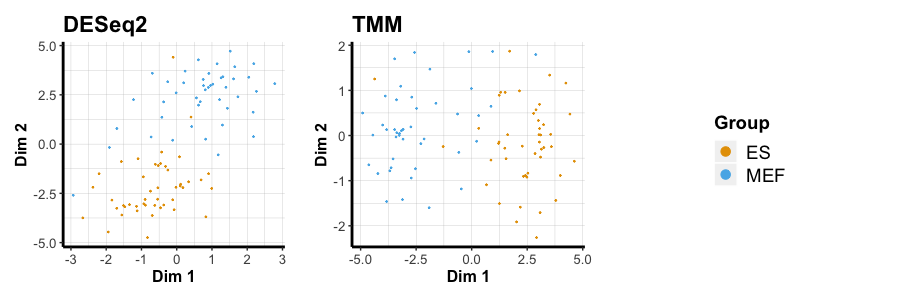 DESeq2
5.0
2.5
0.0
-2.5
-5.0
Dim 2
-3 -2 -1 0 1 2 3
Dim 1
TMM
2
1
0
-1
-2
Dim 2
-5.0 -2.5 0.0 2.5 5.0
Dim 1
Group
ES
MEF